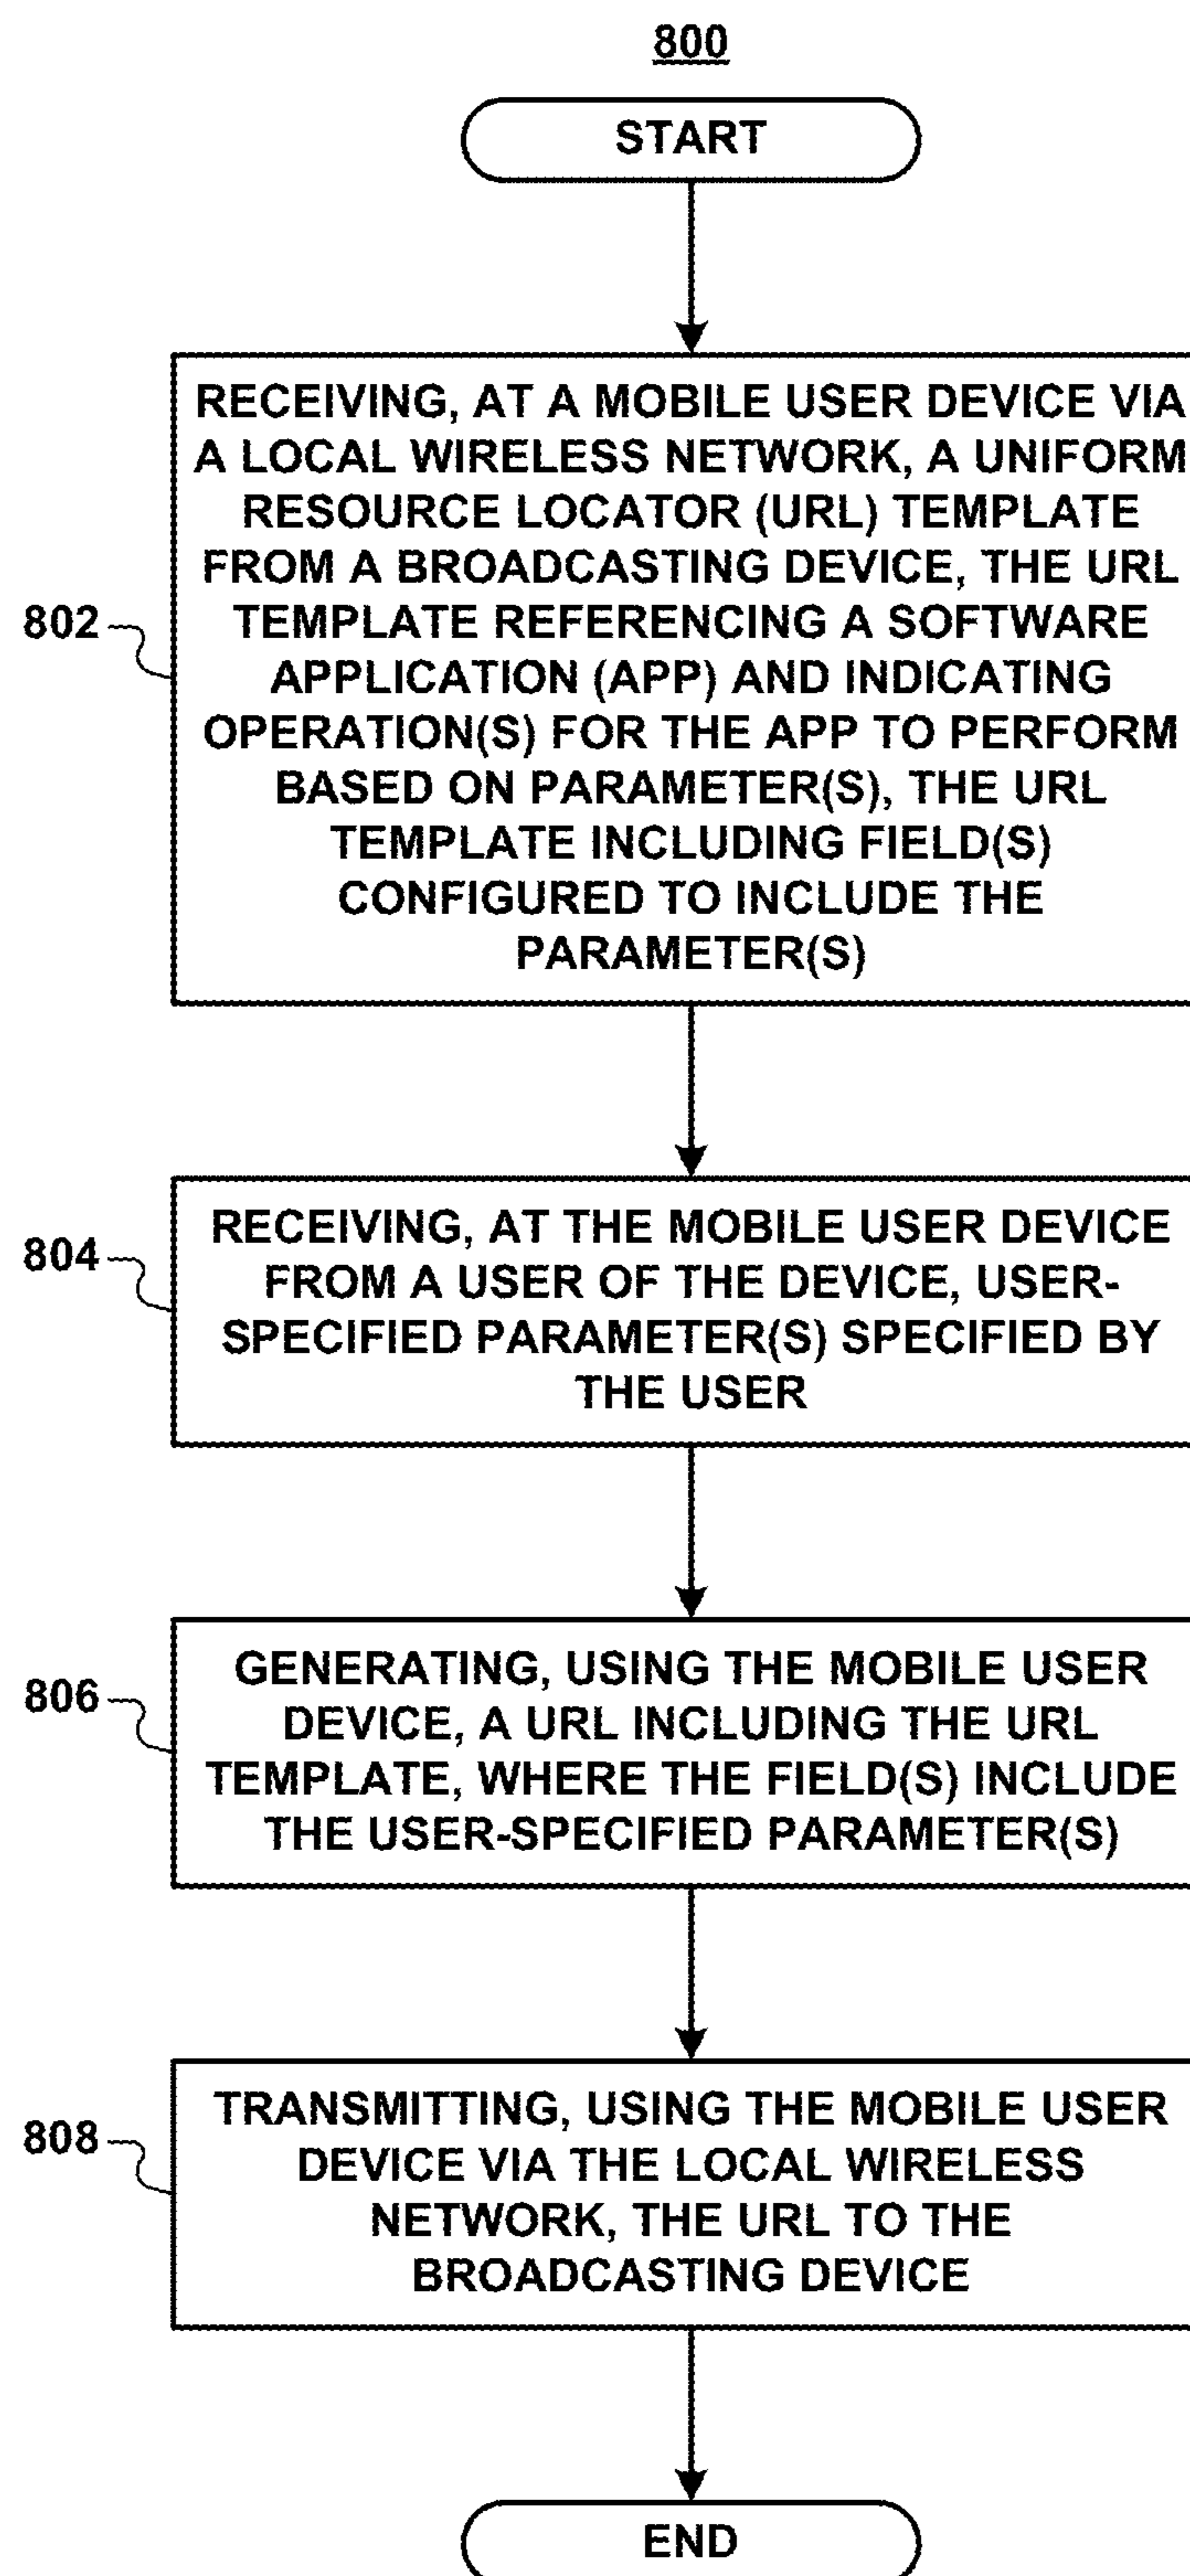 800
START
802
RECEIVING, AT A MOBILE USER DEVICE VIA
A LOCAL WIRELESS NETWORK, A UNIFORM
RESOURCE LOCATOR (URL) TEMPLATE
FROM A BROADCASTING DEVICE, THE URL
TEMPLATE REFERENCING A SOFTWARE
APPLICATION (APP) AND INDICATING
OPERATION(S) FOR THE APP TO PERFORM
BASED ON PARAMETER(S), THE URL
TEMPLATE INCLUDING FIELD(S)
CONFIGURED TO INCLUDE THE
PARAMETER(S)
804
RECEIVING, AT THE MOBILE USER DEVICE
FROM A USER OF THE DEVICE, USER-
SPECIFIED PARAMETER(S) SPECIFIED BY
THE USER
806
GENERATING, USING THE MOBILE USER
DEVICE, A URL INCLUDING THE URL
TEMPLATE, WHERE THE FIELD(S) INCLUDE
THE USER-SPECIFIED PARAMETER(S)
808
TRANSMITTING, USING THE MOBILE USER
DEVICE VIA THE LOCAL WIRELESS
NETWORK, THE URL TO THE
BROADCASTING DEVICE
END